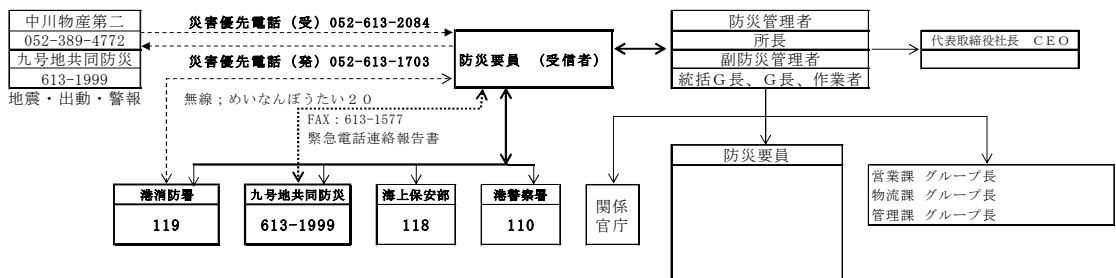 中川物産第二
052-389-4772
九号地共同防災
613-1999
地震・出動・警報
災害優先電話（受）052-613-2084
災害優先電話（発）052-613-1703
無線；めいなんぼうたい２０
FAX：613-1577
緊急電話連絡報告書
防災要員　（受信者）
防災管理者
所長
副防災管理者
統括Ｇ長、Ｇ長、作業者
代表取締役社長　ＣＥＯ
港消防署
119
九号地共同防災
613-1999
海上保安部
118
港警察署
110
関係
官庁
防災要員
営業課 グループ長
物流課 グループ長
管理課 グループ長